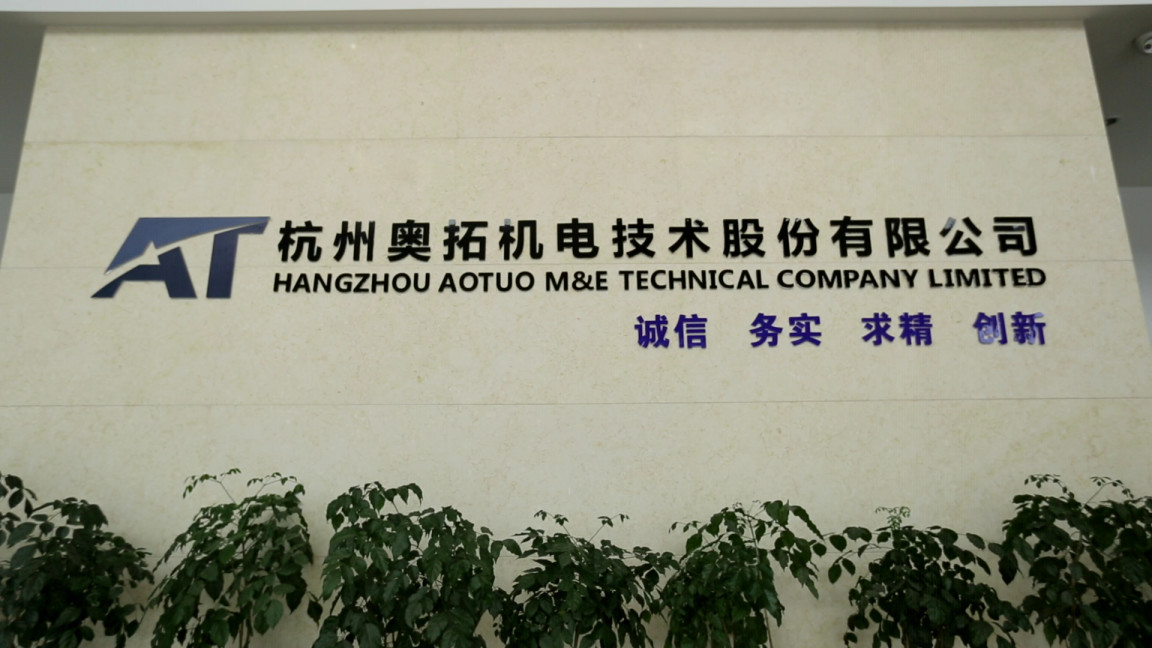 AT 杭州奥拓机电技术股份有限公司
HANGZHOU AOTUO M&E TECHNICAL COMPANY LIMITED
诚信 务实 求精 创新